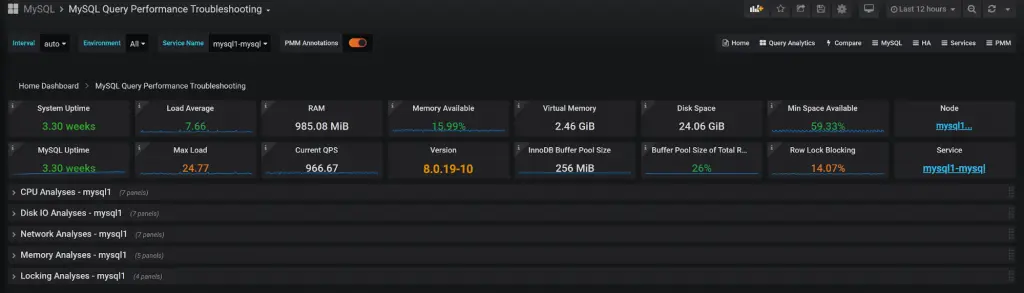 MySQL > MySQL Query Performance Troubleshooting
Last 12 hours
Interval auto Environment All Service Name mysql1-mysql PMM Annotations
Home Query Analytics Compare MySQL HA Services PMM
Home Dashboard > MySQL Query Performance Troubleshooting
System Uptime Load Average RAM Memory Available Virtual Memory Disk Space Min Space Available Node
3.30 weeks 7.66 985.08 MiB 15.99% 2.46 GiB 24.06 GiB 59.33% mysql1...
MySQL Uptime Max Load Current QPS Version InnoDB Buffer Pool Size Buffer Pool Size of Total R... Row Lock Blocking Service
3.30 weeks 24.77 966.67 8.0.19-10 256 MiB 26% 14.07% mysql1-mysql
> CPU Analyses - mysql1 (7 panels)
> Disk IO Analyses - mysql1 (7 panels)
> Network Analyses - mysql1 (7 panels)
> Memory Analyses - mysql1 (5 panels)
> Locking Analyses - mysql1 (4 panels)